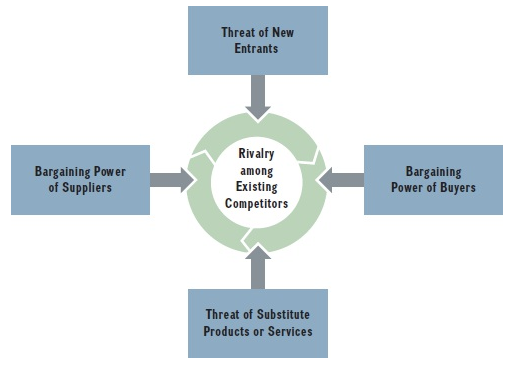 Threat of New
Entrants
Bargaining Power
of Suppliers
Rivalry
among
Existing
Competitors
Bargaining
Power of Buyers
Threat of Substitute
Products or Services